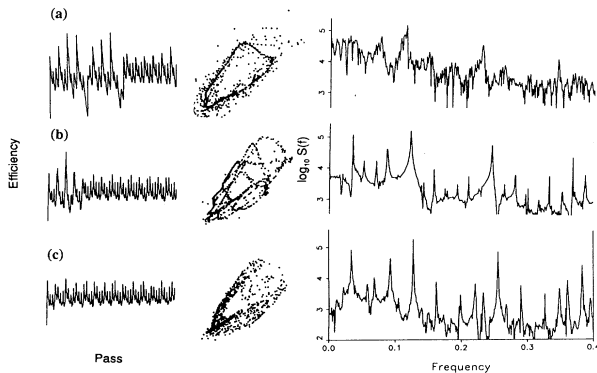 (a)
5
4
3
Efficiency
(b)
log₁₀ S(f)
5
4
3
(c)
5
4
3
2
0.0
0.1
0.2
0.3
0.4
Pass
Frequency